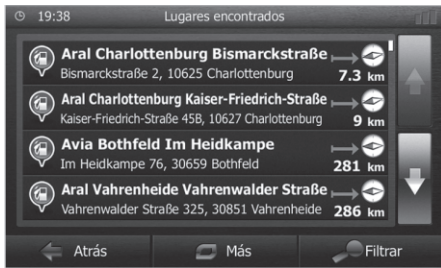 19:38 Lugares encontrados
Aral Charlottenburg Bismarckstraße
Bismarckstraße 2, 10625 Charlottenburg 7.3 km
Aral Charlottenburg Kaiser-Friedrich-Straße
Kaiser-Friedrich-Straße 45B, 10627 Charlottenburg 9 km
Avia Bothfeld Im Heidkampe
Im Heidkampe 76, 30659 Bothfeld 281 km
Aral Vahrenheide Vahrenwalder Straße
Vahrenwalder Straße 325, 30851 Vahrenheide 286 km
Atrás Más Filtrar